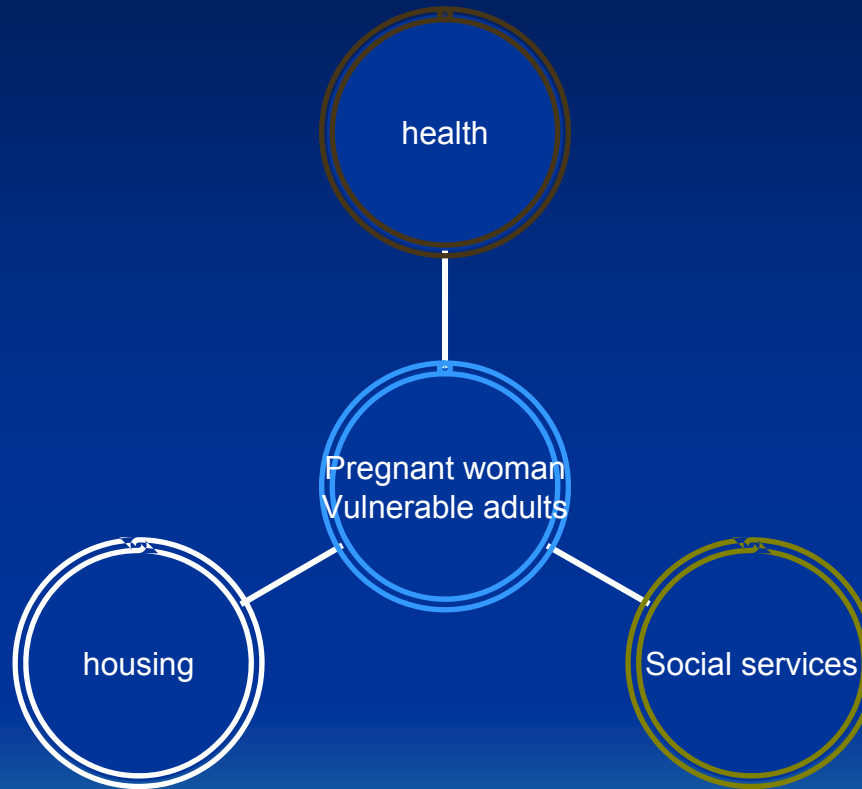 health
Pregnant woman
Vulnerable adults
housing
Social services